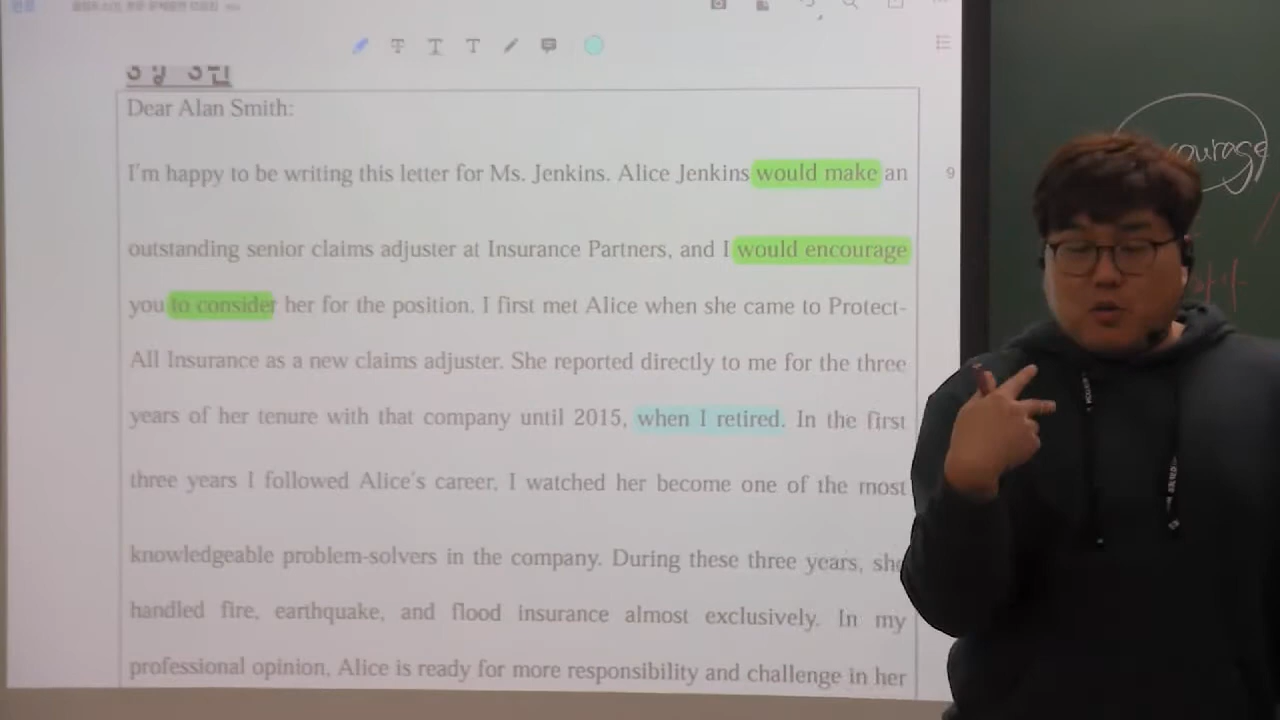 Dear Alan Smith:
I'm happy to be writing this letter for Ms. Jenkins. Alice Jenkins would make an
outstanding senior claims adjuster at Insurance Partners, and I would encourage
you to consider her for the position. I first met Alice when she came to Protect-
All Insurance as a new claims adjuster. She reported directly to me for the three
years of her tenure with that company until 2015, when I retired. In the first
three years I followed Alice's career, I watched her become one of the most
knowledgeable problem-solvers in the company. During these three years, she
handled fire, earthquake, and flood insurance almost exclusively. In my
professional opinion, Alice is ready for more responsibility and challenge in her
9
ourage